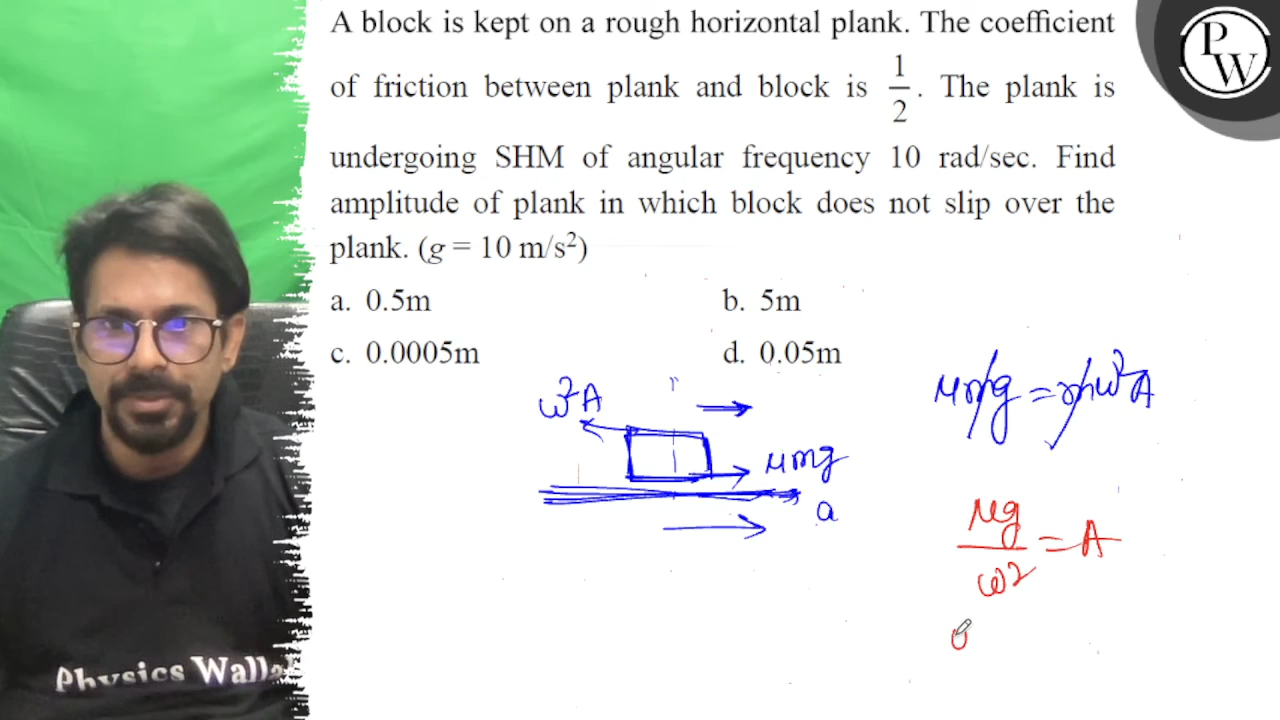 A block is kept on a rough horizontal plank. The coefficient
of friction between plank and block is 1/2. The plank is
undergoing SHM of angular frequency 10 rad/sec. Find
amplitude of plank in which block does not slip over the
plank. (g = 10 m/s²)
a. 0.5m b. 5m
c. 0.0005m d. 0.05m
ω²A
μmg
a
μmg = mω²A
μg/ω² = A
0
PW
Physics Walla